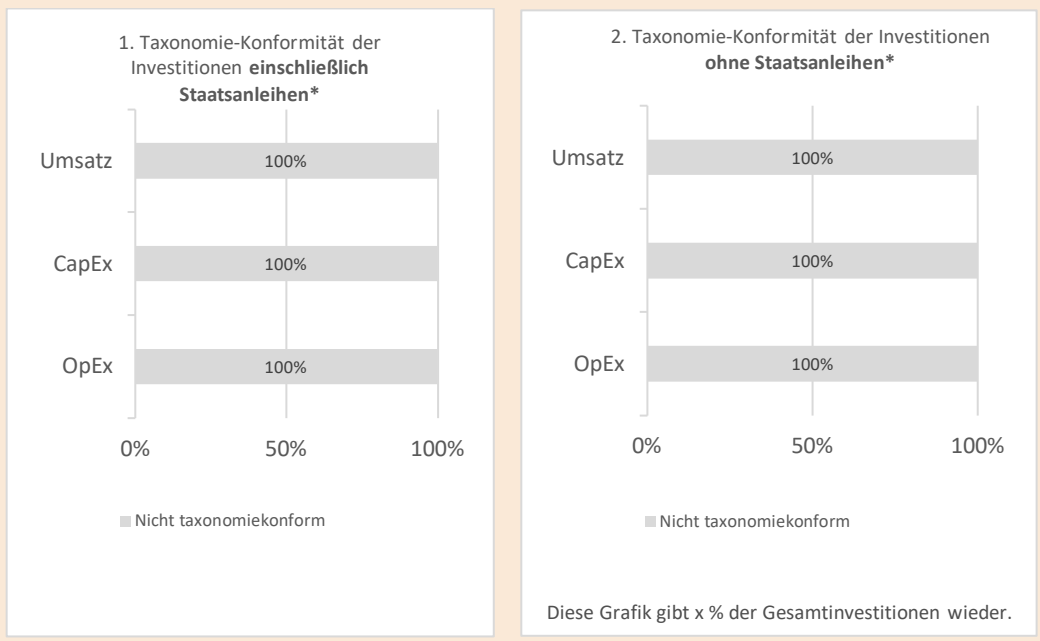 1. Taxonomie-Konformität der
Investitionen einschließlich
Staatsanleihen*
Umsatz
100%
CapEx
100%
OpEx
100%
0%
50%
100%
Nicht taxonomiekonform
2. Taxonomie-Konformität der Investitionen
ohne Staatsanleihen*
Umsatz
100%
CapEx
100%
OpEx
100%
0%
50%
100%
Nicht taxonomiekonform
Diese Grafik gibt x % der Gesamtinvestitionen wieder.